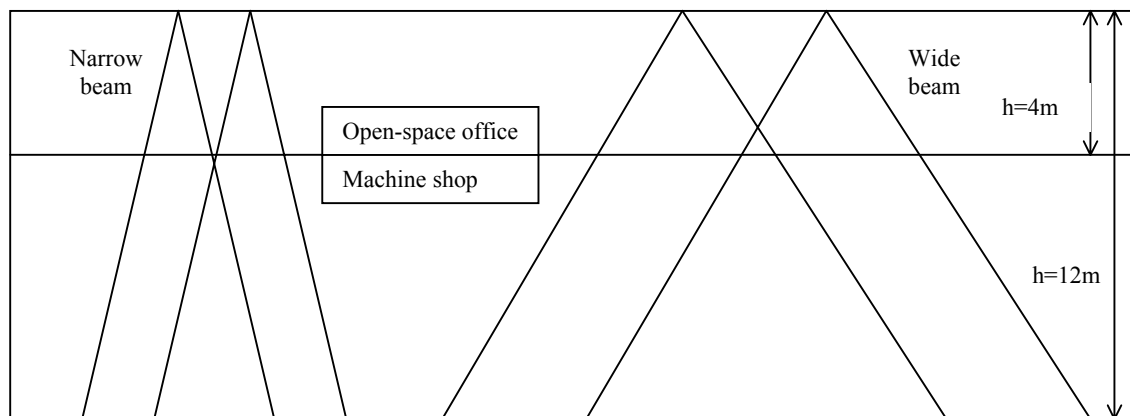 Narrow
beam
Wide
beam
h=4m
Open-space office
Machine shop
h=12m